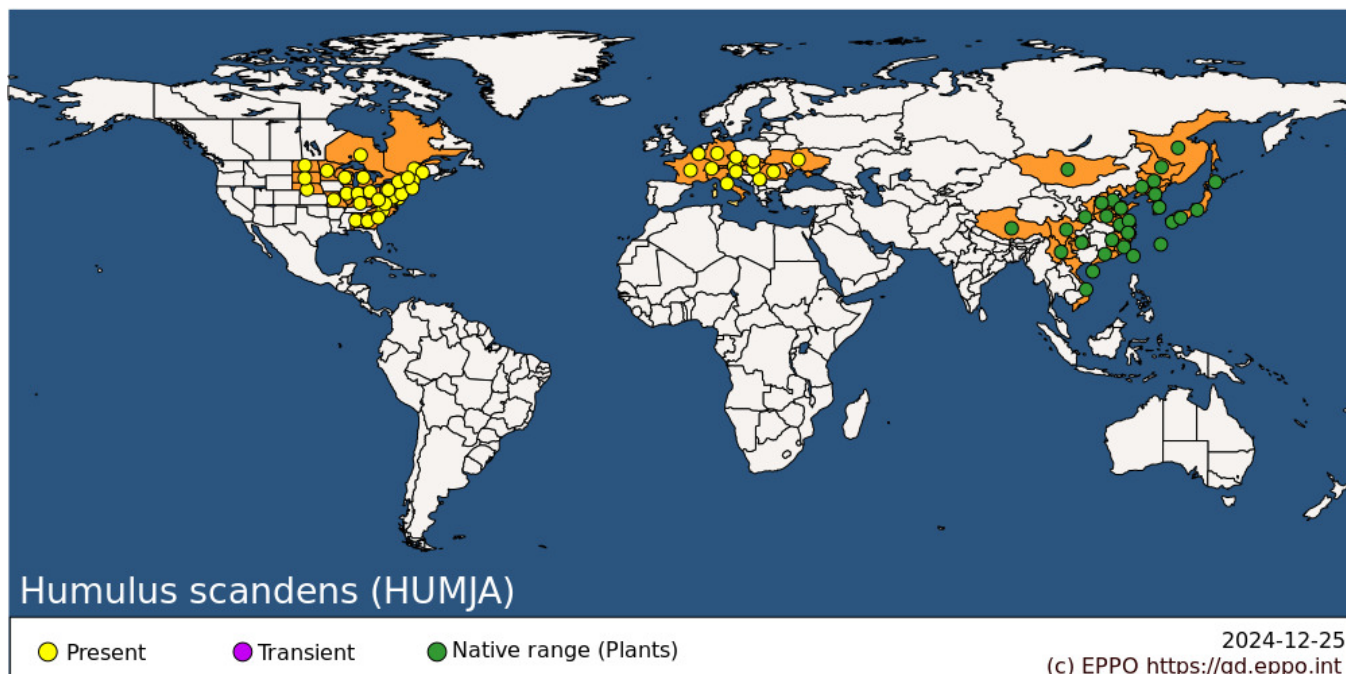 Humulus scandens (HUMJA)
Present
Transient
Native range (Plants)
2024-12-25
(c) EPPO https://gd.eppo.int